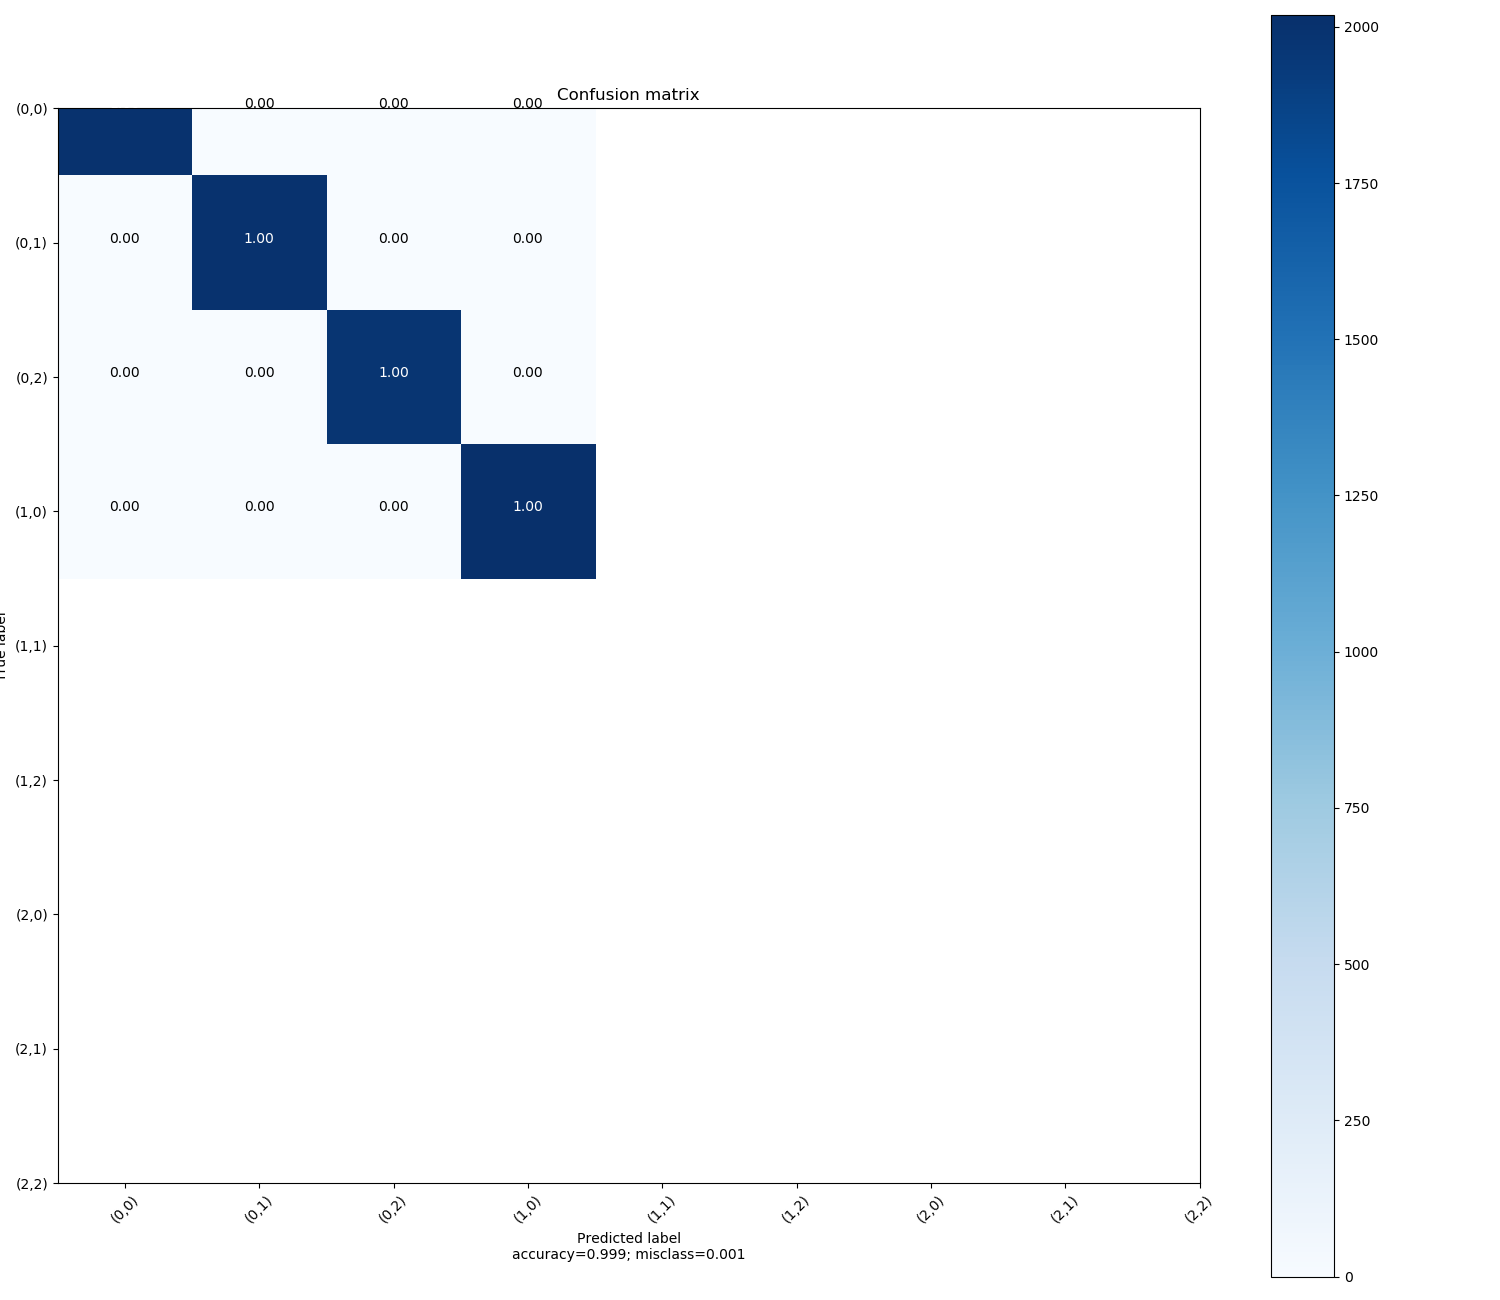 Confusion matrix
0.00 0.00 0.00
(0,0)
(0,1) 0.00 1.00 0.00 0.00
(0,2) 0.00 0.00 1.00 0.00
(1,0) 0.00 0.00 0.00 1.00
(1,1)
(1,2)
(2,0)
(2,1)
(2,2)
(0,0) (0,1) (0,2) (1,0) (1,1) (1,2) (2,0) (2,1) (2,2)
Predicted label
accuracy=0.999; misclass=0.001
2000
1750
1500
1250
1000
750
500
250
0